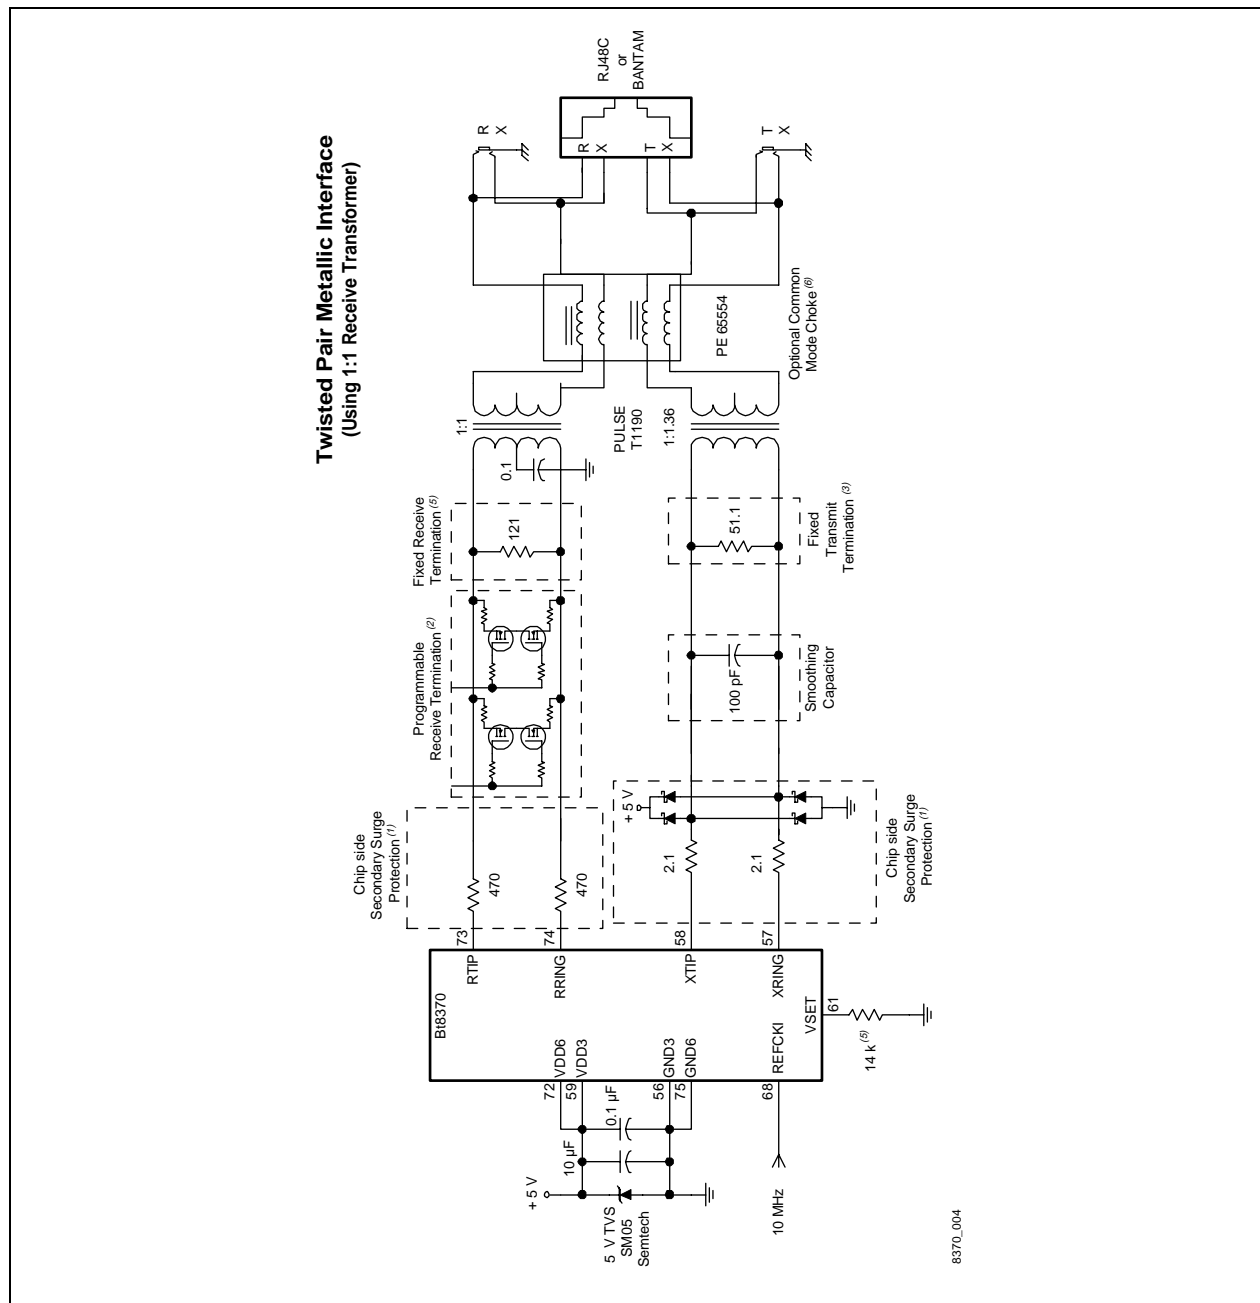 Twisted Pair Metallic Interface
(Using 1:1 Receive Transformer)
RJ48C
or
BANTAM
R
X
T
X
R
X
T
X
Optional Common
Mode Choke (6)
PE 65554
1:1
PULSE
T1190
1:1.36
0.1
Fixed Receive
Termination (5)
121
51.1
Fixed
Transmit
Termination (3)
Programmable
Receive Termination (2)
100 pF
Smoothing
Capacitor
Chip side
Secondary Surge
Protection (1)
470
470
+ 5 V
2.1
2.1
Chip side
Secondary Surge
Protection (1)
73
74
58
57
Bt8370
RTIP
RRING
XTIP
XRING
VSET
61
14 k (5)
VDD6
VDD3
GND3
GND6
REFCKI
72
59
56
75
68
0.1 µF
10 µF
+ 5 V
5 V TVS
SM05
Semtech
10 MHz
8370_004